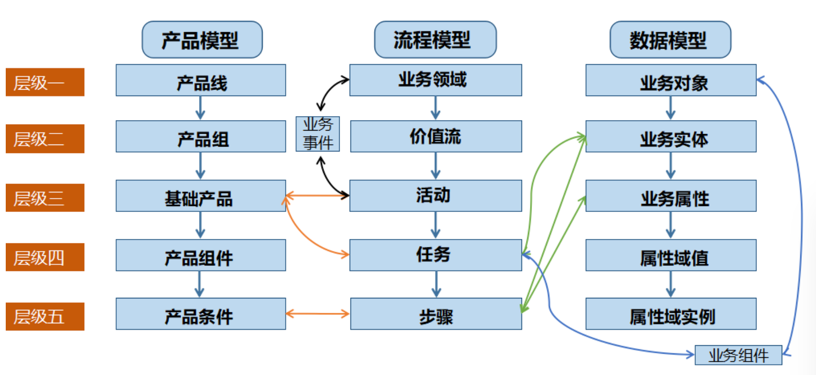 产品模型 流程模型 数据模型
层级一 产品线 业务领域 业务对象
业务
事件
层级二 产品组 价值流 业务实体
层级三 基础产品 活动 业务属性
层级四 产品组件 任务 属性域值
层级五 产品条件 步骤 属性域实例
业务组件